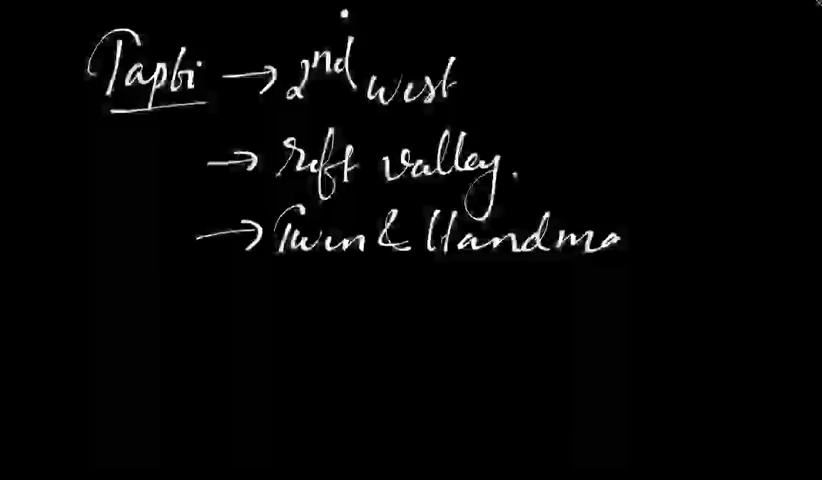 Tapti → 2nd west
→ rift valley.
→ Twin & Handma